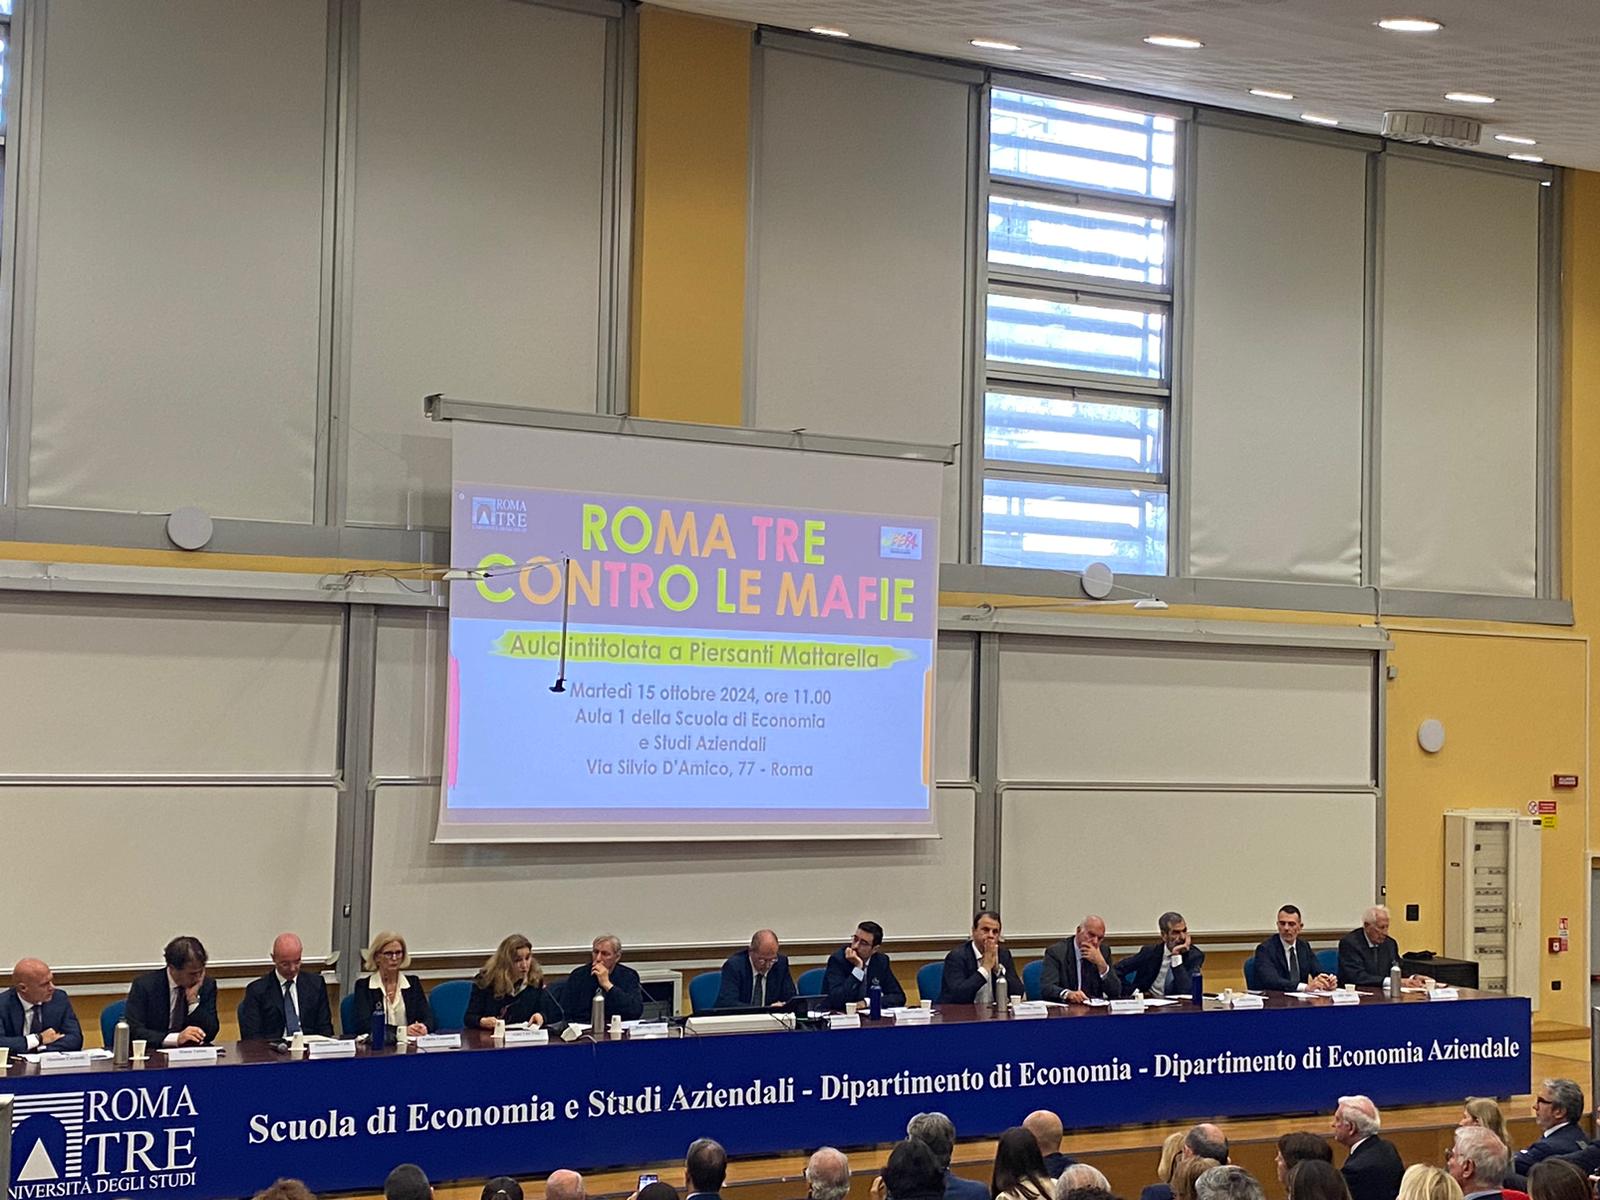 ROMA
TRE
ROMA TRE
CONTRO LE MAFIE
Aula intitolata a Piersanti Mattarella
Martedì 15 ottobre 2024, ore 11.00
Aula 1 della Scuola di Economia
e Studi Aziendali
Via Silvio D'Amico, 77 - Roma
ROMA
TRE
UNIVERSITÀ DEGLI STUDI
Scuola di Economia e Studi Aziendali - Dipartimento di Economia - Dipartimento di Economia Aziendale